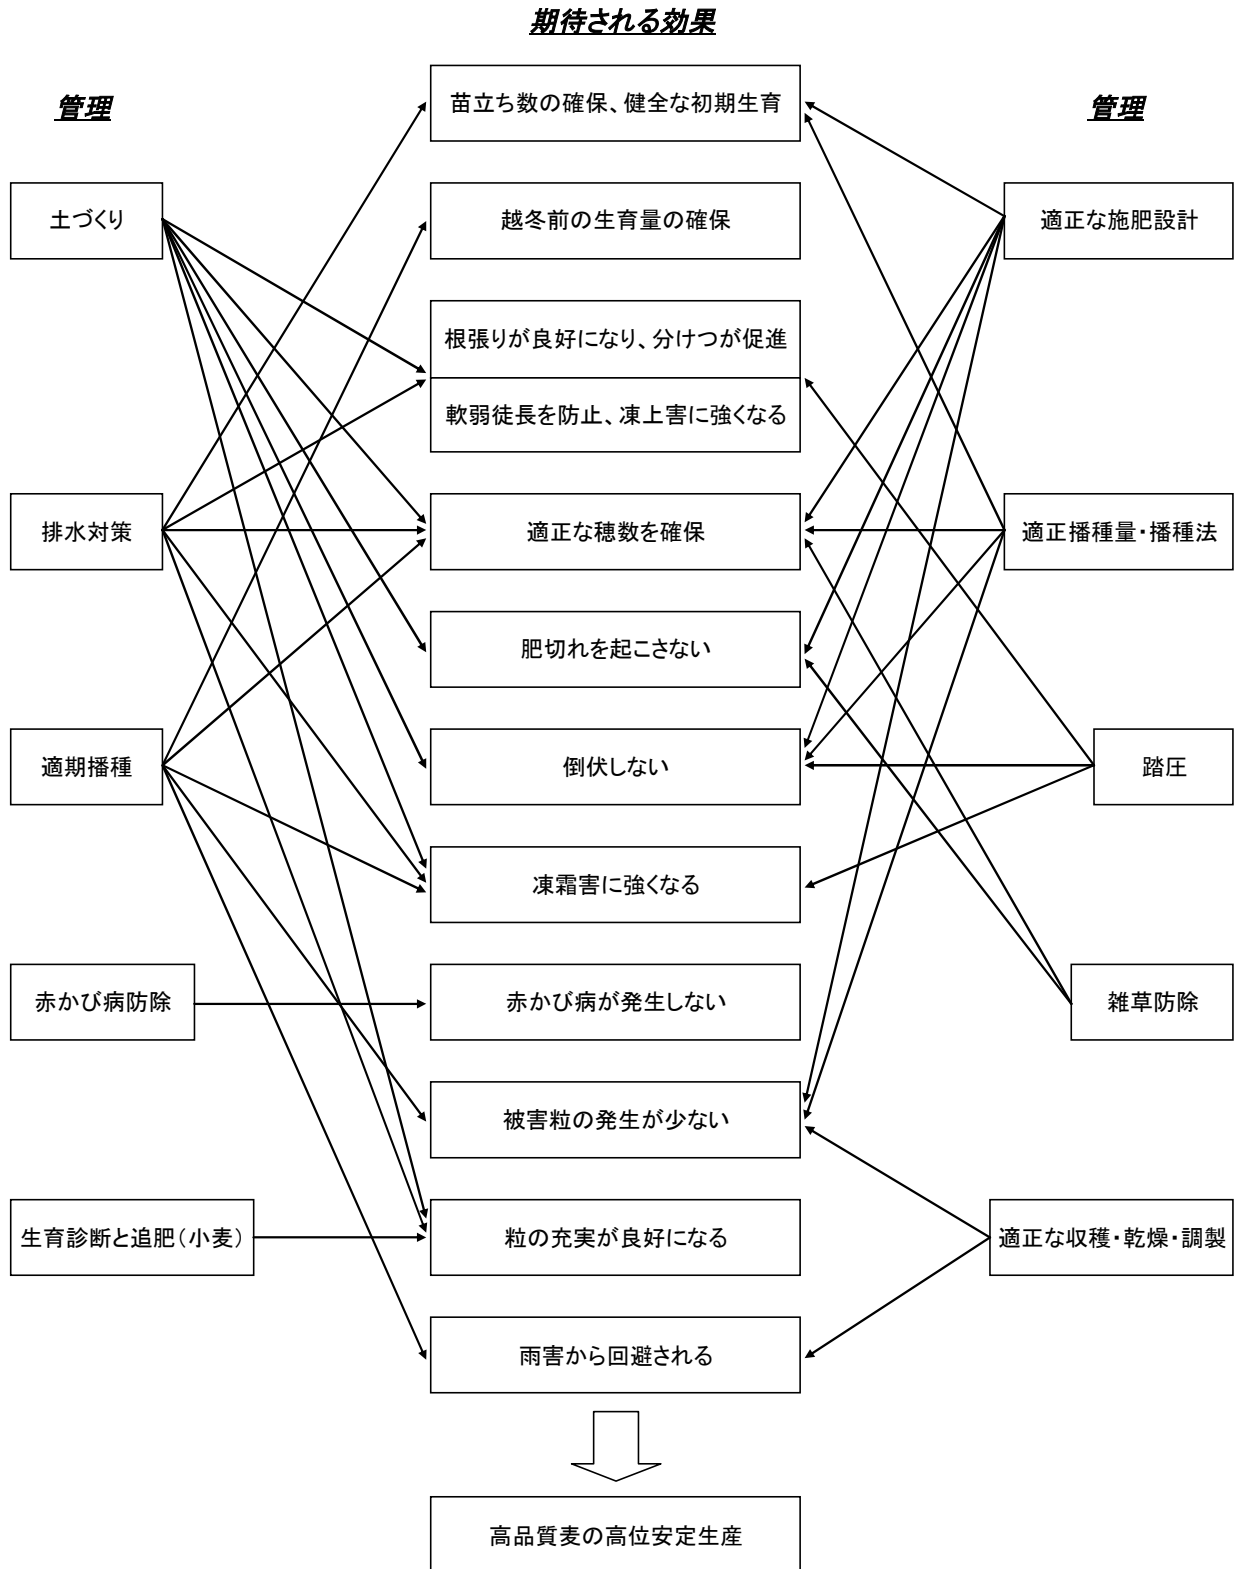 期待される効果
管理
管理
苗立ち数の確保、健全な初期生育
土づくり
越冬前の生育量の確保
適正な施肥設計
根張りが良好になり、分けつが促進
軟弱徒長を防止、凍上害に強くなる
排水対策
適正な穂数を確保
適正播種量・播種法
肥切れを起こさない
適期播種
倒伏しない
踏圧
凍霜害に強くなる
赤かび病防除
赤かび病が発生しない
雑草防除
被害粒の発生が少ない
生育診断と追肥（小麦）
粒の充実が良好になる
適正な収穫・乾燥・調製
雨害から回避される
高品質麦の高位安定生産